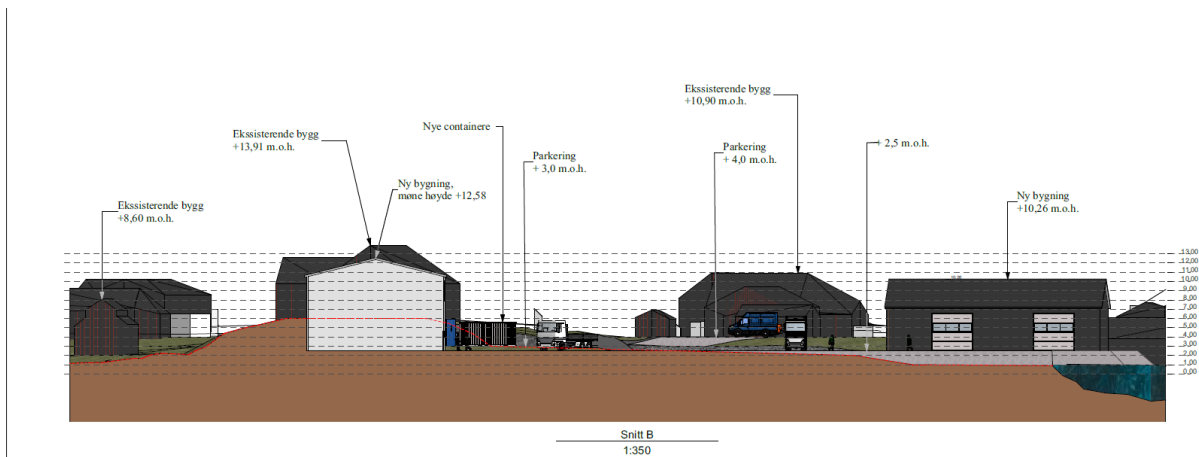 Ekssisterende bygg
+10,90 m.o.h.
Nye containere
Ekssisterende bygg
+13,91 m.o.h.
+ 2,5 m.o.h.
Parkering
+ 4,0 m.o.h.
Parkering
+ 3,0 m.o.h.
Ny bygning,
møne høyde +12,58
Ny bygning
+10,26 m.o.h.
Ekssisterende bygg
+8,60 m.o.h.
13,00
12,00
11,00
10,00
9,00
8,00
7,00
6,00
5,00
4,00
3,00
2,00
1,00
0,00
Snitt B
1:350